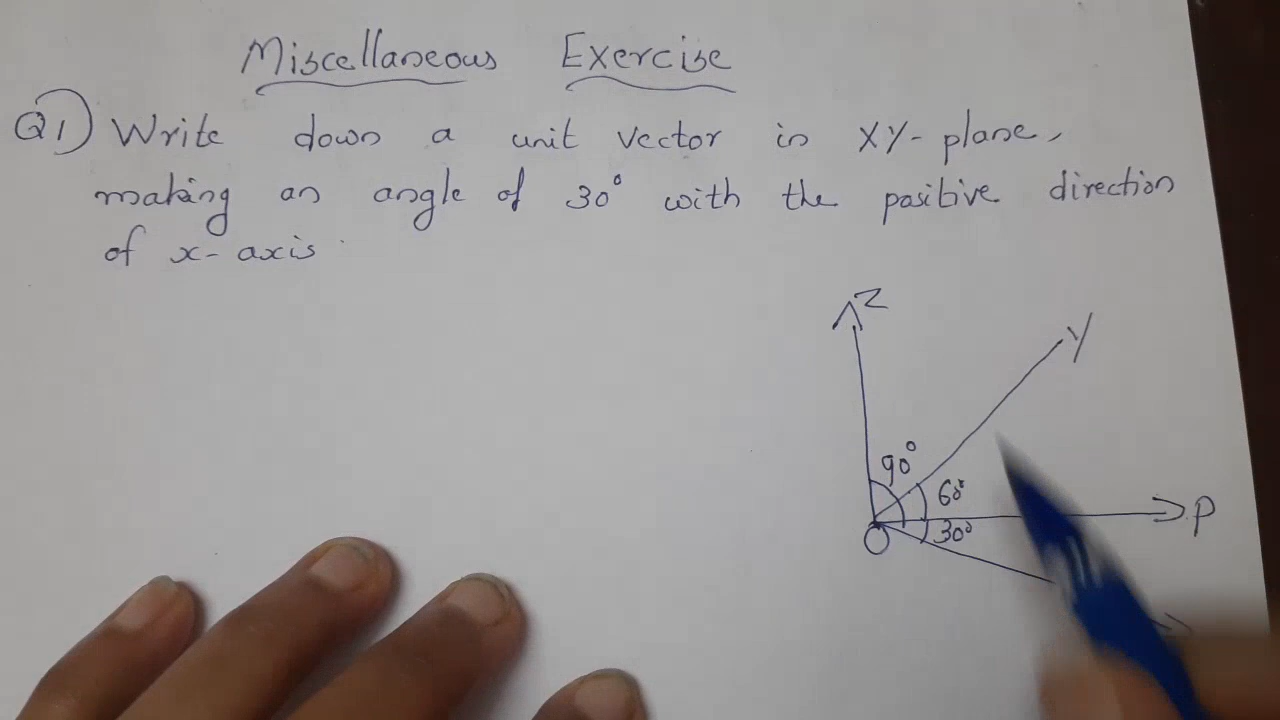 Miscellaneous Exercise
Q1) Write down a unit vector in XY-plane,
making an angle of 30° with the positive direction
of x-axis.
Z
Y
90°
60°
P
30°
O